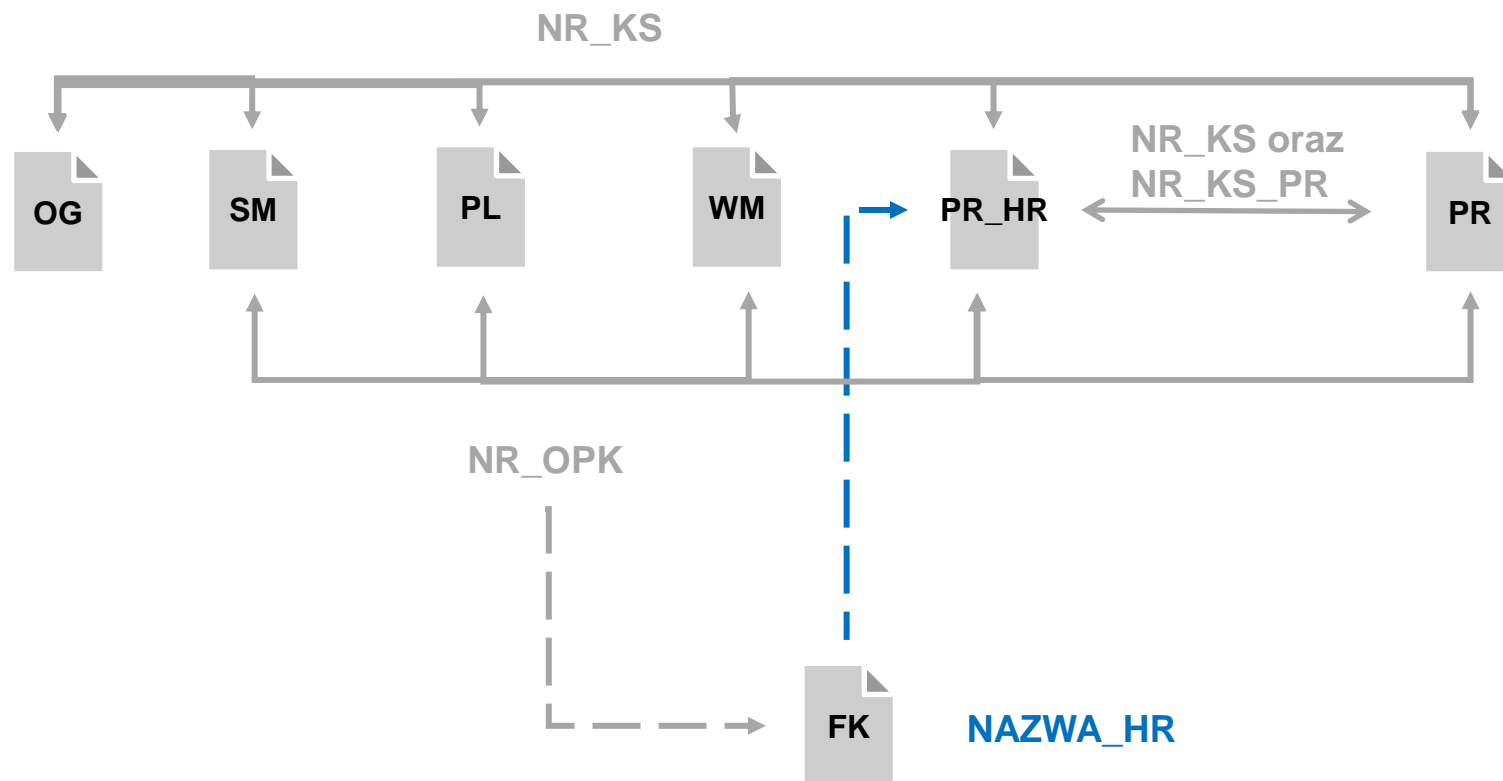 NR_KS
NR_KS oraz
NR_KS_PR
OG
SM
PL
WM
PR_HR
PR
NR_OPK
FK
NAZWA_HR